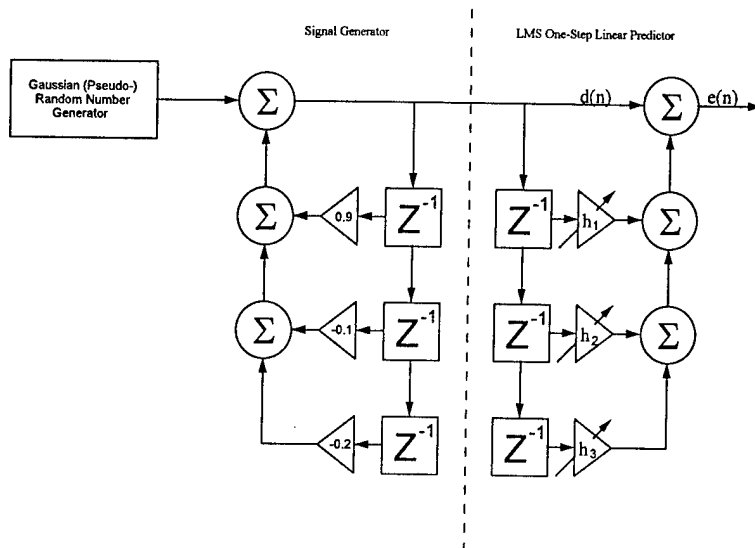 Signal Generator
LMS One-Step Linear Predictor
Gaussian (Pseudo-)
Random Number
Generator
Σ
d(n)
Σ
e(n)
Σ
0.9
Z⁻¹
Z⁻¹
h₁
Σ
Σ
-0.1
Z⁻¹
Z⁻¹
h₂
Σ
-0.2
Z⁻¹
Z⁻¹
h₃